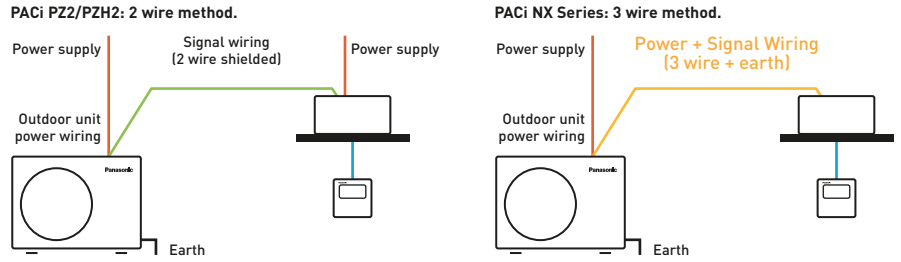 PACi PZ2/PZH2: 2 wire method.
Power supply
Signal wiring
(2 wire shielded)
Power supply
Outdoor unit
power wiring
Panasonic
Earth
PACi NX Series: 3 wire method.
Power supply
Power + Signal Wiring
(3 wire + earth)
Outdoor unit
power wiring
Panasonic
Earth